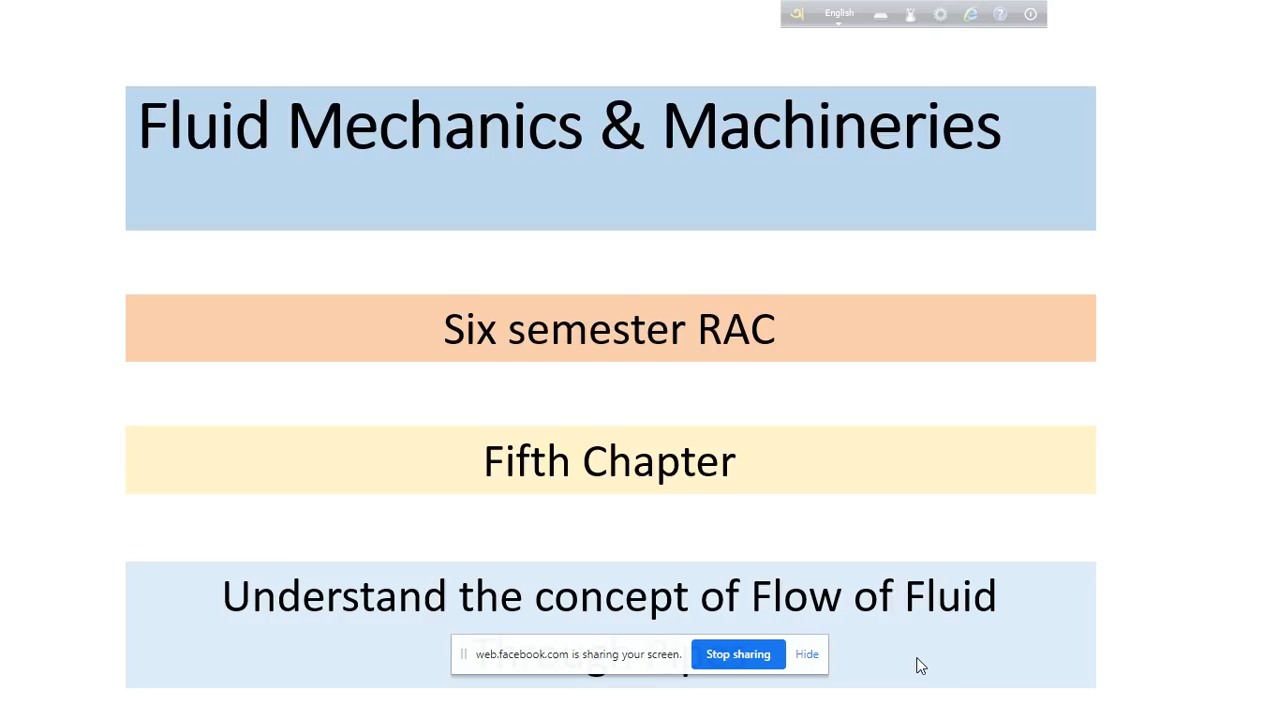 অ English
Fluid Mechanics & Machineries
Six semester RAC
Fifth Chapter
Understand the concept of Flow of Fluid
web.facebook.com is sharing your screen. Stop sharing Hide